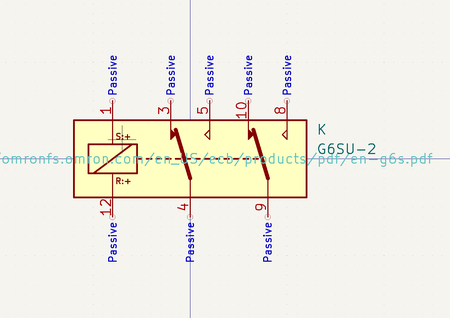 Passive Passive Passive Passive Passive
1 3 5 10 8
S:+
K
G6SU-2
omronfs.omron.com/en_US/ecb/products/pdf/en-g6s.pdf
R:+
12 4 9
Passive Passive Passive